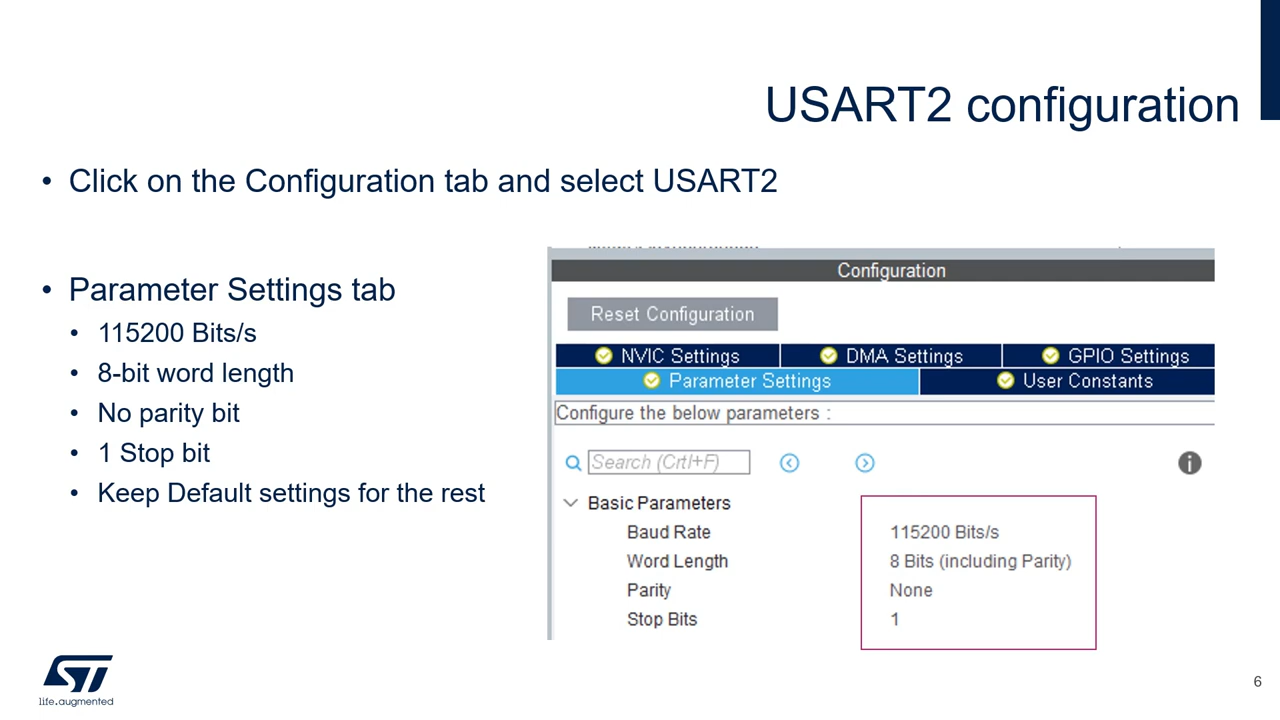 USART2 configuration
• Click on the Configuration tab and select USART2
• Parameter Settings tab
• 115200 Bits/s
• 8-bit word length
• No parity bit
• 1 Stop bit
• Keep Default settings for the rest
Configuration
Reset Configuration
NVIC Settings
DMA Settings
GPIO Settings
Parameter Settings
User Constants
Configure the below parameters :
Search (Crtl+F)
Basic Parameters
Baud Rate 115200 Bits/s
Word Length 8 Bits (including Parity)
Parity None
Stop Bits 1
ST
life.augmented
6